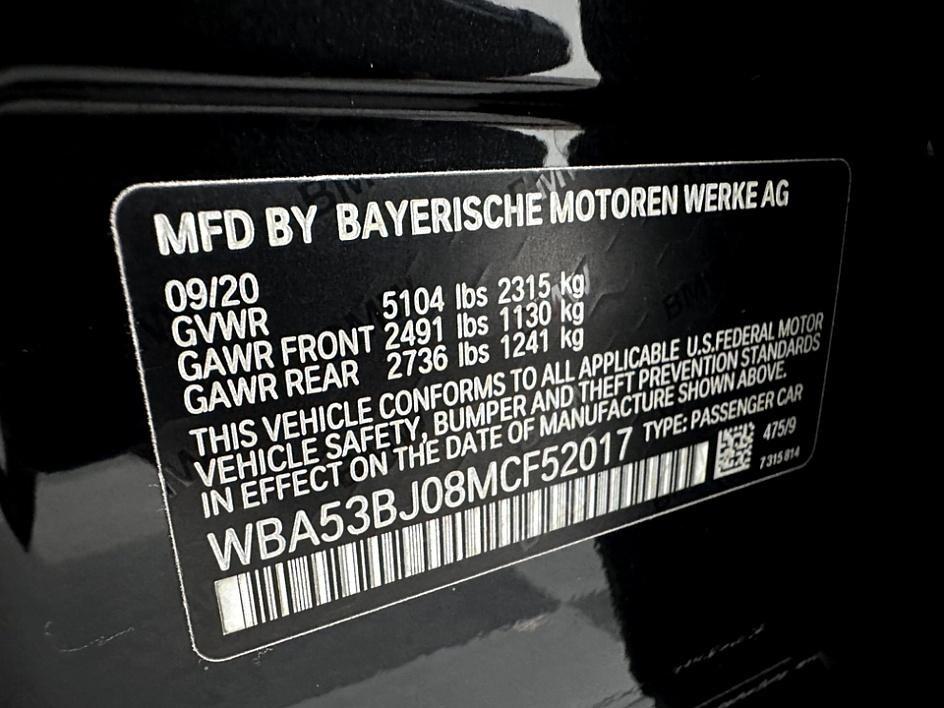 MFD BY BAYERISCHE MOTOREN WERKE AG
09/20
GVWR 5104 lbs 2315 kg
GAWR FRONT 2491 lbs 1130 kg
GAWR REAR 2736 lbs 1241 kg
THIS VEHICLE CONFORMS TO ALL APPLICABLE U.S.FEDERAL MOTOR
VEHICLE SAFETY, BUMPER AND THEFT PREVENTION STANDARDS
IN EFFECT ON THE DATE OF MANUFACTURE SHOWN ABOVE.
WBA53BJ08MCF52017 TYPE: PASSENGER CAR
475/9
7 315 814